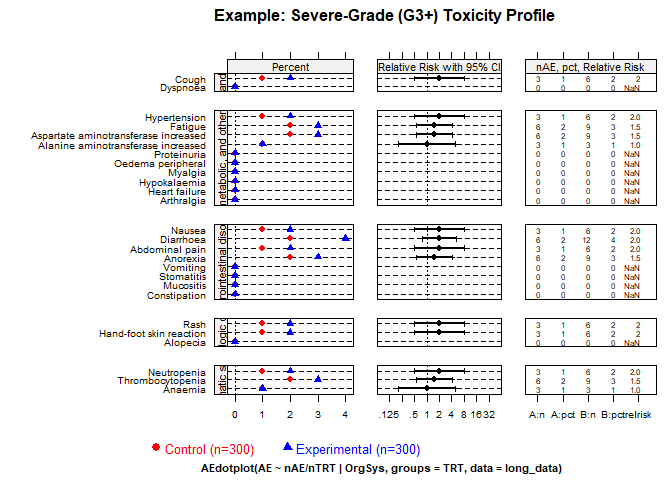 Example: Severe-Grade (G3+) Toxicity Profile
Percent
Relative Risk with 95% CI
nAE, pct, Relative Risk
and
Cough 3 1 6 2 2
Dyspnoea 0 0 0 0 NaN
metabolic, and other
Hypertension 3 1 6 2 2.0
Fatigue 6 2 9 3 1.5
Aspartate aminotransferase increased 6 2 9 3 1.5
Alanine aminotransferase increased 3 1 3 1 1.0
Proteinuria 0 0 0 0 NaN
Oedema peripheral 0 0 0 0 NaN
Myalgia 0 0 0 0 NaN
Hypokalaemia 0 0 0 0 NaN
Heart failure 0 0 0 0 NaN
Arthralgia 0 0 0 0 NaN
rointestinal diso
Nausea 3 1 6 2 2.0
Diarrhoea 6 2 12 4 2.0
Abdominal pain 3 1 6 2 2.0
Anorexia 6 2 9 3 1.5
Vomiting 0 0 0 0 NaN
Stomatitis 0 0 0 0 NaN
Mucositis 0 0 0 0 NaN
Constipation 0 0 0 0 NaN
logic
Rash 3 1 6 2 2
Hand-foot skin reaction 3 1 6 2 2
Alopecia 0 0 0 0 NaN
natic s
Neutropenia 3 1 6 2 2.0
Thrombocytopenia 6 2 9 3 1.5
Anaemia 3 1 3 1 1.0
0 1 2 3 4
.125 .5 1 2 4 8 16 32
A:n A:pct B:n B:pct relrisk
Control (n=300) Experimental (n=300)
AEdotplot(AE ~ nAE/nTRT | OrgSys, groups = TRT, data = long_data)